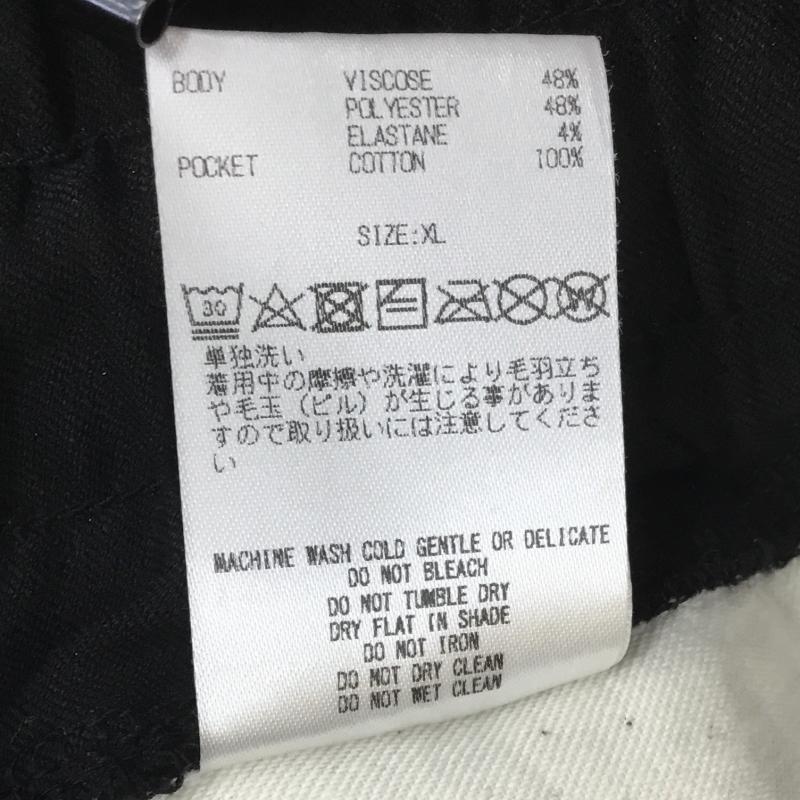 BODY VISCOSE 48%
POLYESTER 48%
ELASTANE 4%
POCKET COTTON 100%
SIZE:XL
30 W
単独洗い
着用中の摩擦や洗濯により毛羽立ち
や毛玉（ピル）が生じる事がありま
すので取り扱いには注意してくださ
い
MACHINE WASH COLD GENTLE OR DELICATE
DO NOT BLEACH
DO NOT TUMBLE DRY
DRY FLAT IN SHADE
DO NOT IRON
DO NOT DRY CLEAN
DO NOT WET CLEAN